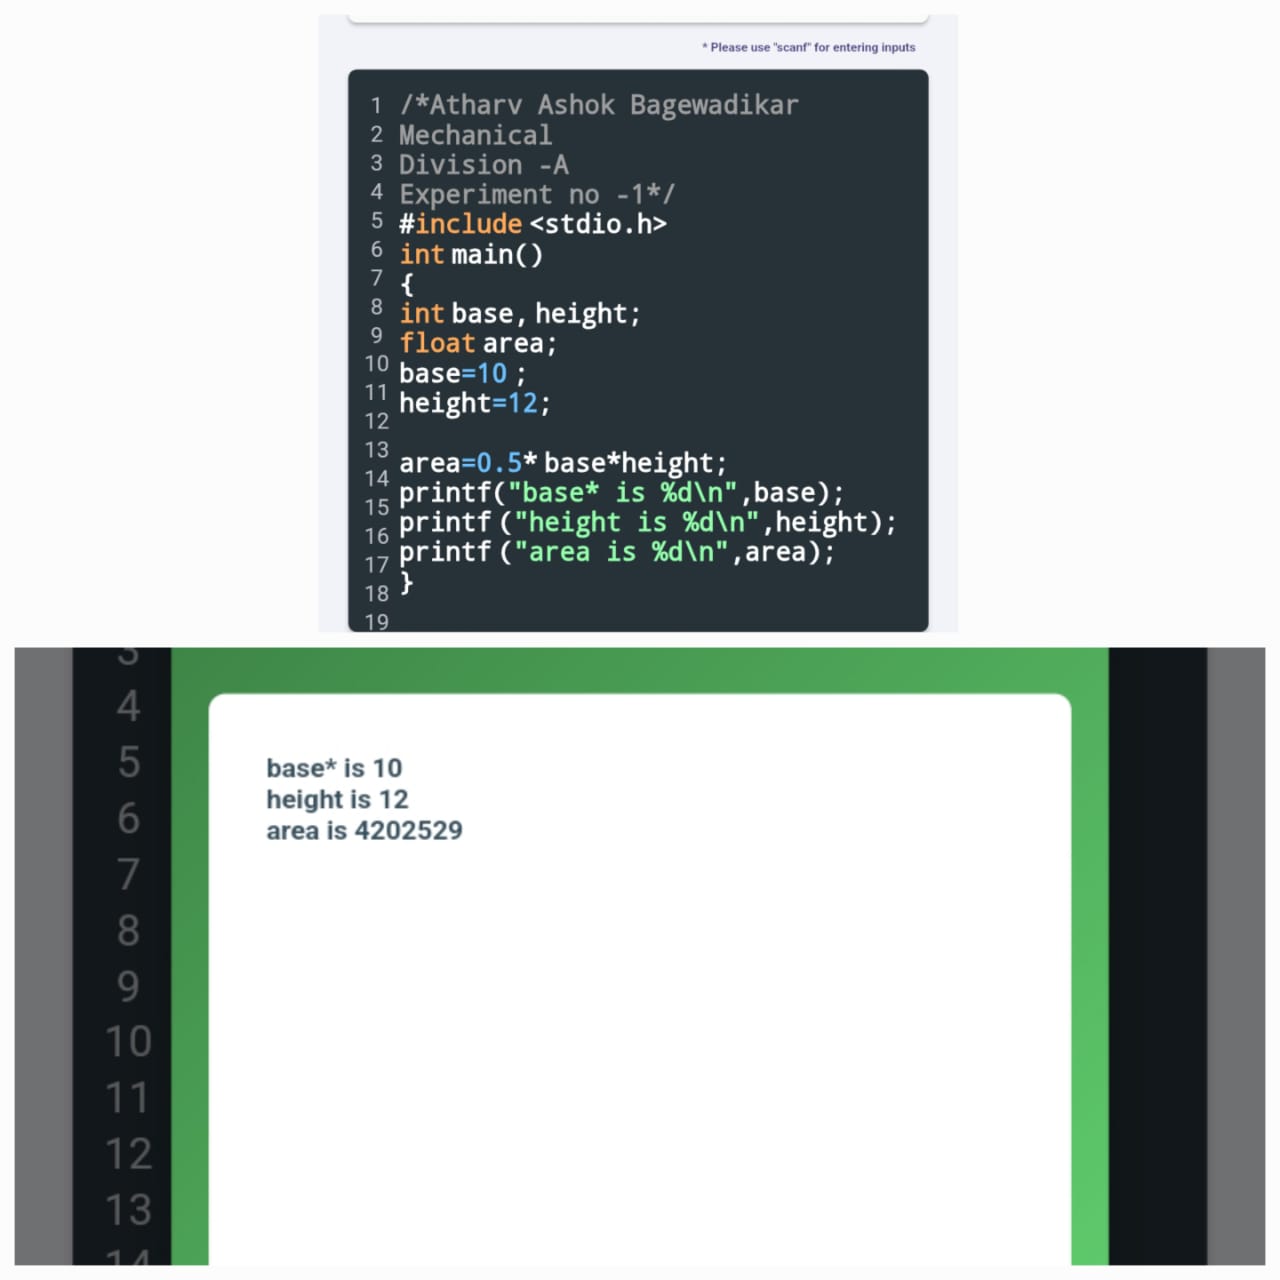 * Please use "scanf" for entering inputs
1 /*Atharv Ashok Bagewadikar
2 Mechanical
3 Division -A
4 Experiment no -1*/
5 #include <stdio.h>
6 int main()
7 {
8 int base, height;
9 float area;
10 base=10 ;
11 height=12;
12
13 area=0.5* base*height;
14 printf("base* is %d\n",base);
15 printf ("height is %d\n",height);
16 printf ("area is %d\n",area);
17 }
18
19
3
4
5
6
7
8
9
10
11
12
13
14
base* is 10
height is 12
area is 4202529